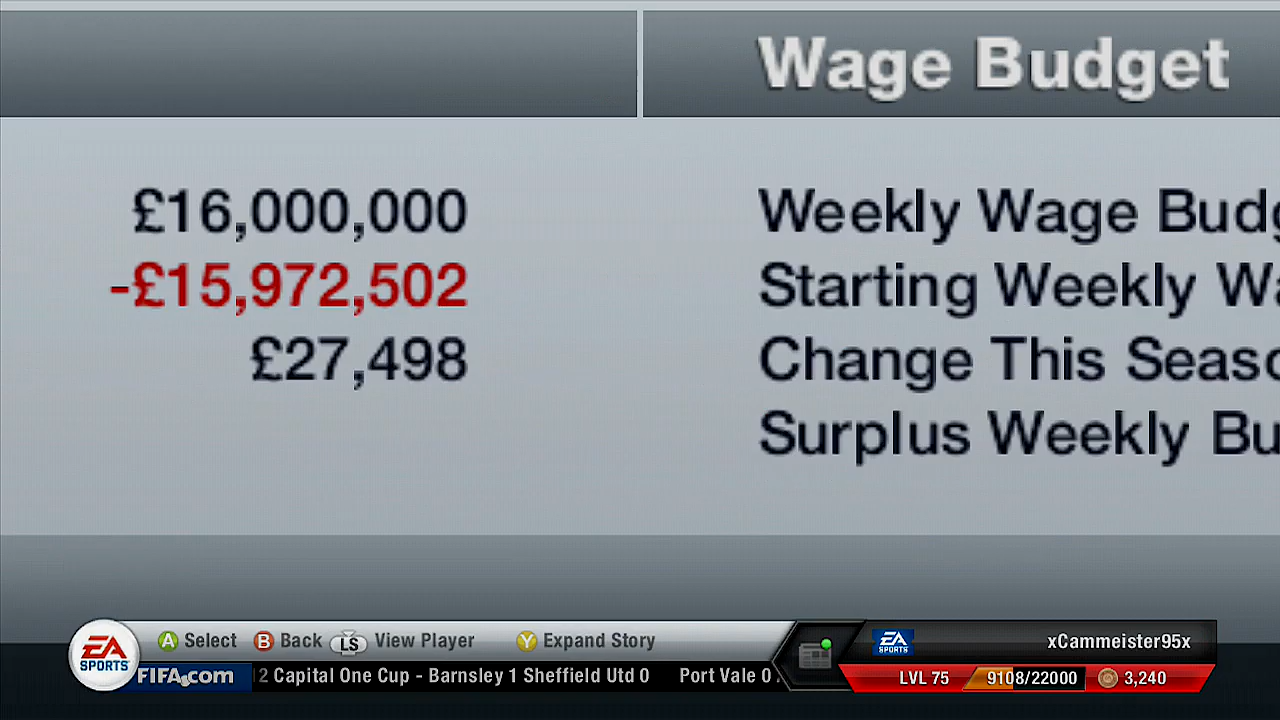 Wage Budget
£16,000,000
Weekly Wage Budg
-£15,972,502
Starting Weekly Wa
£27,498
Change This Seaso
Surplus Weekly Bu
EA SPORTS
A Select B Back LS View Player Y Expand Story
EA SPORTS
xCammeister95x
FIFA.com
2 Capital One Cup - Barnsley 1 Sheffield Utd 0 Port Vale 0
LVL 75 9108/22000 3,240